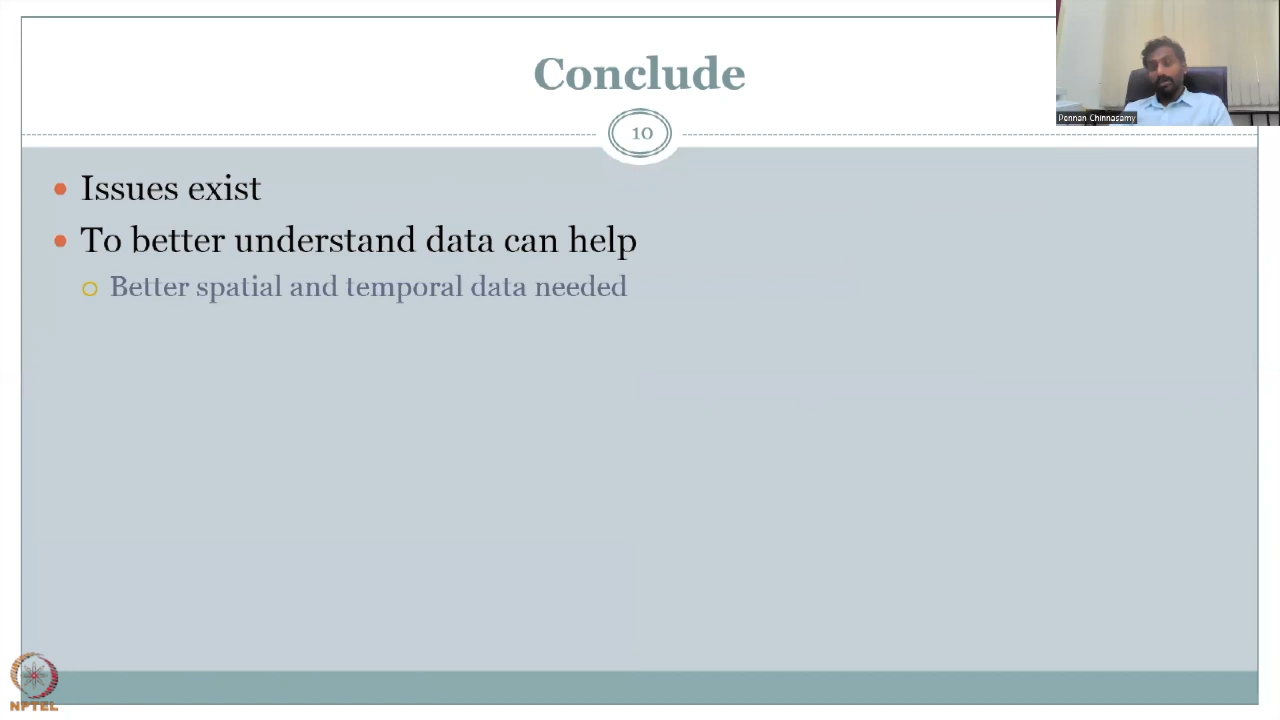 Conclude
10
Issues exist
To better understand data can help
Better spatial and temporal data needed
Pennan Chinnasamy
NPTEL